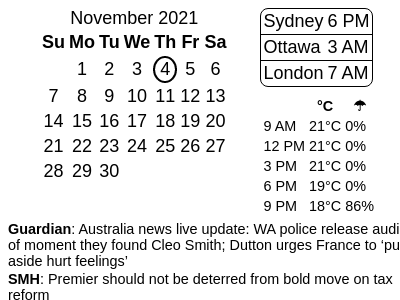 November 2021
Su Mo Tu We Th Fr Sa
1 2 3 4 5 6
7 8 9 10 11 12 13
14 15 16 17 18 19 20
21 22 23 24 25 26 27
28 29 30
Sydney 6 PM
Ottawa 3 AM
London 7 AM
°C ☂
9 AM 21°C 0%
12 PM 21°C 0%
3 PM 21°C 0%
6 PM 19°C 0%
9 PM 18°C 86%
Guardian: Australia news live update: WA police release audi
of moment they found Cleo Smith; Dutton urges France to ‘pu
aside hurt feelings’
SMH: Premier should not be deterred from bold move on tax
reform